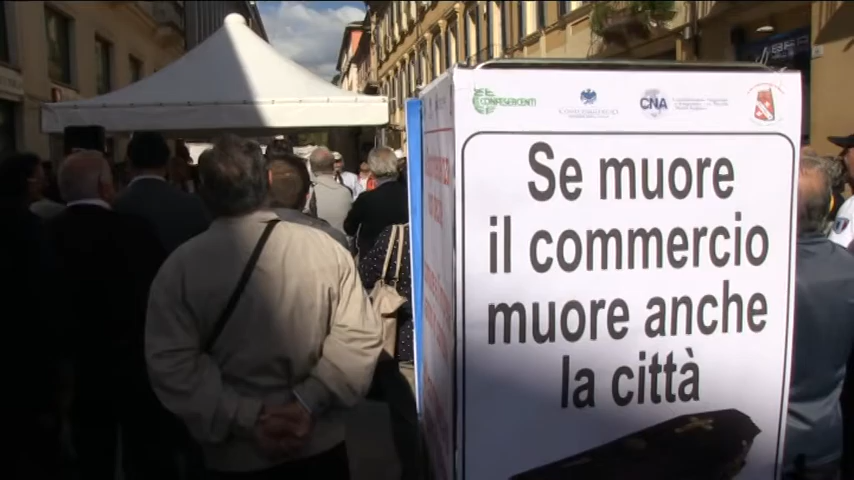 CONFESERCENTI
CNA
Se muore
il commercio
muore anche
la città